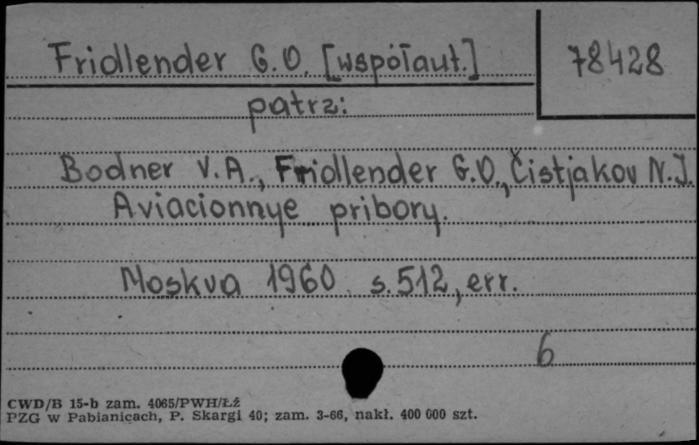 Fridlender G.O. [współaut.]
78428
patrz:
Bodner V.A., Fridlender G.O., Čistjakov N.I.
Aviacionnye pribory.
Moskva 1960 s. 512, err.
6
CWD/B 15-b zam. 4065/PWH/Łź
PZG w Pabianicach, P. Skargi 40; zam. 3-66, nakł. 400 000 szt.